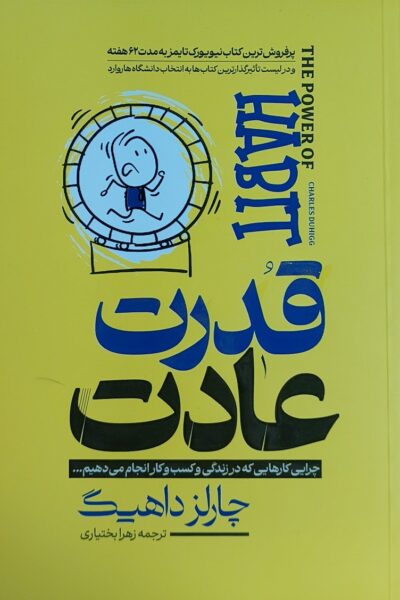 پرفروش‌ترین کتاب نیویورک تایمز به مدت ۶۲ هفته
و در لیست تأثیرگذارترین کتاب‌ها به انتخاب دانشگاه هاروارد
THE POWER OF
HABIT
CHARLES DUHIGG
قُدرت
عادت
چرایی کارهایی که در زندگی و کسب و کار انجام می‌دهیم...
چارلز داهیگ
ترجمه زهرا بختیاری